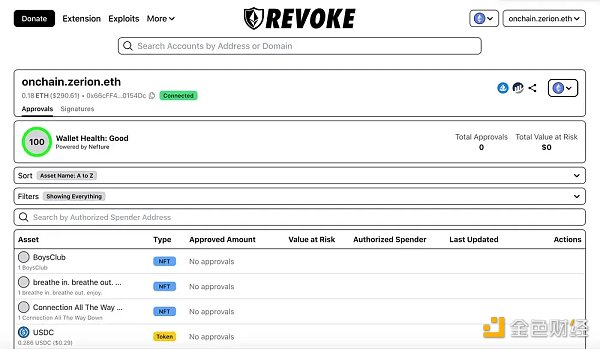 Donate Extension Exploits More REVOKE onchain.zerion.eth
Search Accounts by Address or Domain
onchain.zerion.eth
0.18 ETH ($290.61) • 0x66cFF4...0154Dc Connected
Approvals Signatures
100 Wallet Health: Good
Powered by Nefture
Total Approvals Total Value at Risk
0 $0
Sort Asset Name: A to Z
Filters Showing Everything
Search by Authorized Spender Address
Asset Type Approved Amount Value at Risk Authorized Spender Last Updated Actions
BoysClub NFT No approvals
1 BoysClub
breathe in. breathe out. ... NFT No approvals
1 breathe in. breathe out. enjoy.
Connection All The Way ... NFT No approvals
1 Connection All The Way Down
USDC Token No approvals
0.286 USDC ($0.29)
金色财经